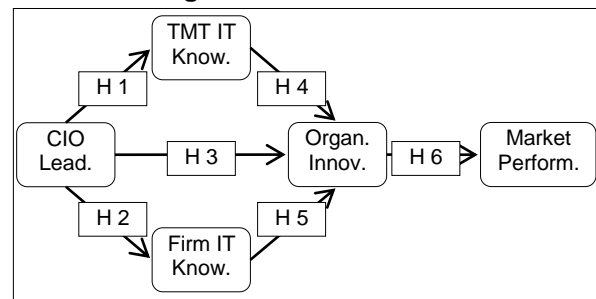 TMT IT
Know.
H 1
H 4
CIO
Lead.
H 3
Organ.
Innov.
H 6
Market
Perform.
H 2
H 5
Firm IT
Know.